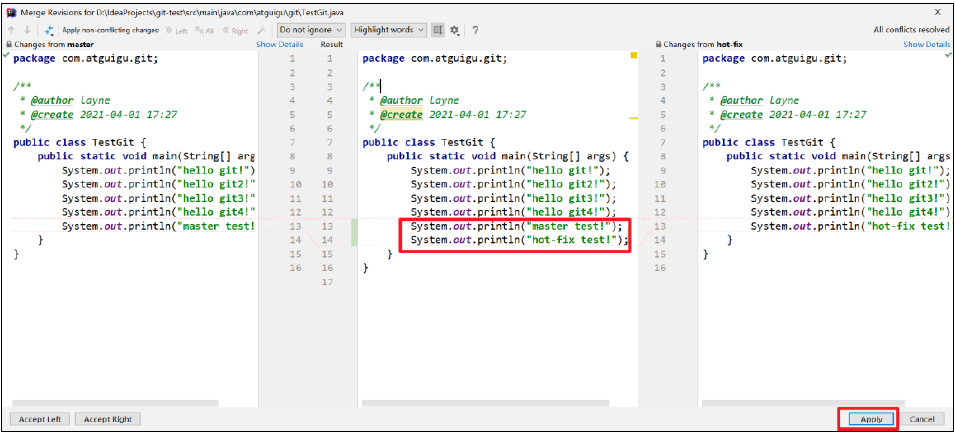 Merge Revisions for D:\IdeaProjects\git-test\src\main\java\com\atguigu\git\TestGit.java
Apply non-conflicting changes: Left All Right Do not ignore Highlight words ? All conflicts resolved
Changes from master Show Details Result Changes from hot-fix Show Details
package com.atguigu.git;
/**
* @author Layne
* @create 2021-04-01 17:27
*/
public class TestGit {
public static void main(String[] arg
System.out.println("hello git!")
System.out.println("hello git2!"
System.out.println("hello git3!"
System.out.println("hello git4!"
System.out.println("master test!
}
}
1 1
2 2
3 3
4 4
5 5
6 6
7 7
8 8
9 9
10 10
11 11
12 12
13 13
14 14
15 15
16 16
17
package com.atguigu.git;
/**
* @author Layne
* @create 2021-04-01 17:27
*/
public class TestGit {
public static void main(String[] args) {
System.out.println("hello git!");
System.out.println("hello git2!");
System.out.println("hello git3!");
System.out.println("hello git4!");
System.out.println("master test!");
System.out.println("hot-fix test!");
}
}
1
2
3
4
5
6
7
8
9
10
11
12
13
14
15
16
package com.atguigu.git;
/**
* @author Layne
* @create 2021-04-01 17:27
*/
public class TestGit {
public static void main(String[] args
System.out.println("hello git!")
System.out.println("hello git2!")
System.out.println("hello git3!")
System.out.println("hello git4!")
System.out.println("hot-fix test!
}
}
Accept Left Accept Right Apply Cancel